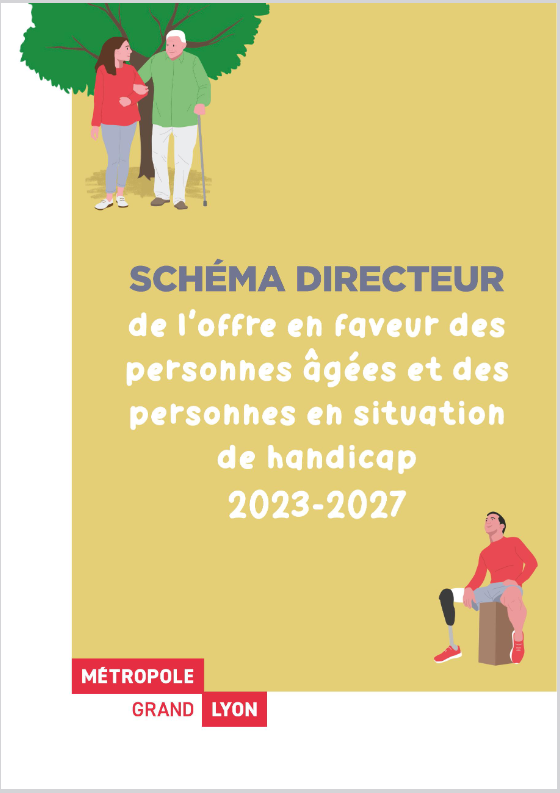 SCHÉMA DIRECTEUR
de l'offre en faveur des
personnes âgées et des
personnes en situation
de handicap
2023-2027
MÉTROPOLE
GRAND LYON